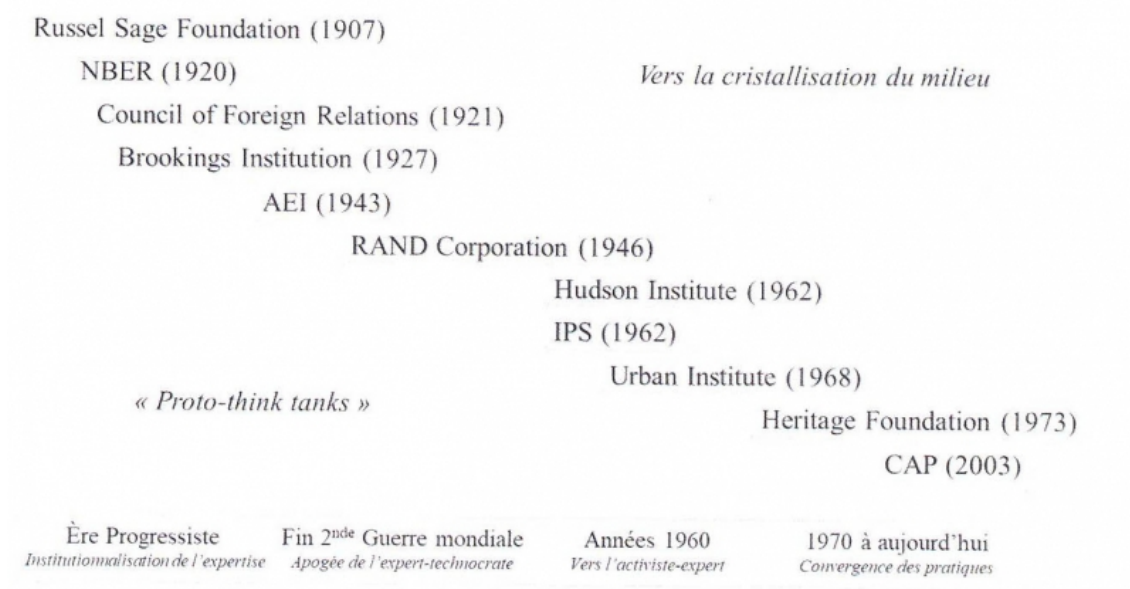 Russel Sage Foundation (1907)
NBER (1920)
Vers la cristallisation du milieu
Council of Foreign Relations (1921)
Brookings Institution (1927)
AEI (1943)
RAND Corporation (1946)
Hudson Institute (1962)
IPS (1962)
Urban Institute (1968)
« Proto-think tanks »
Heritage Foundation (1973)
CAP (2003)
Ère Progressiste
Institutionnalisation de l'expertise
Fin 2nde Guerre mondiale
Apogée de l'expert-technocrate
Années 1960
Vers l'activiste-expert
1970 à aujourd'hui
Convergence des pratiques